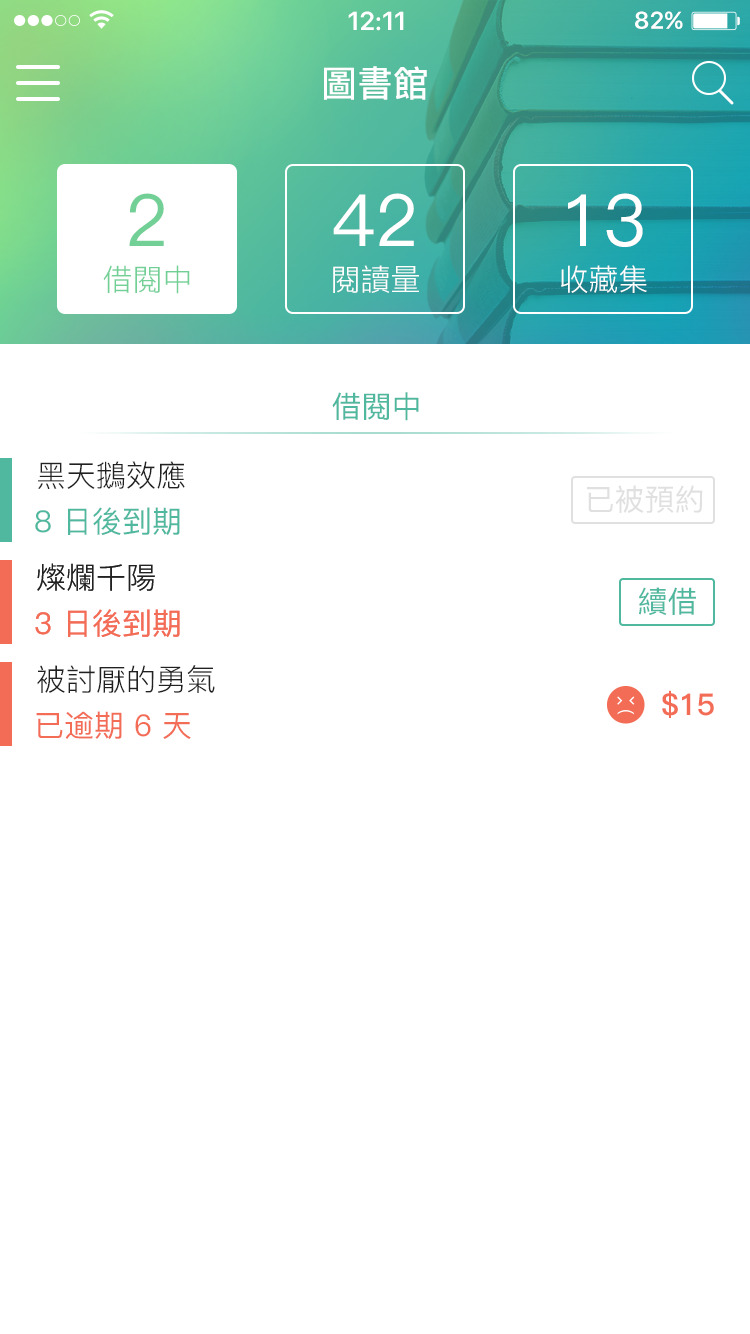 12:11
82%
圖書館
2
借閱中
42
閱讀量
13
收藏集
借閱中
黑天鵝效應
8 日後到期
已被預約
燦爛千陽
3 日後到期
續借
被討厭的勇氣
已逾期 6 天
$15